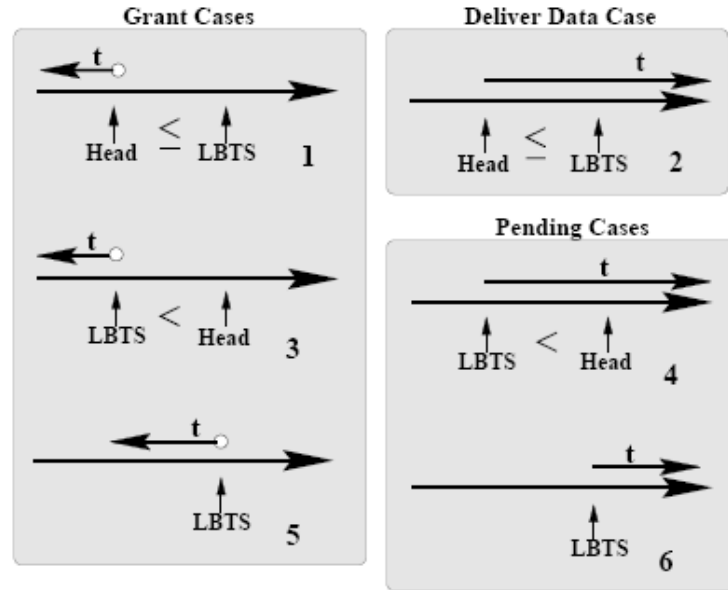 Grant Cases
t
Head ≤ LBTS
1
t
LBTS < Head
3
t
LBTS
5
Deliver Data Case
t
Head ≤ LBTS
2
Pending Cases
t
LBTS < Head
4
t
LBTS
6